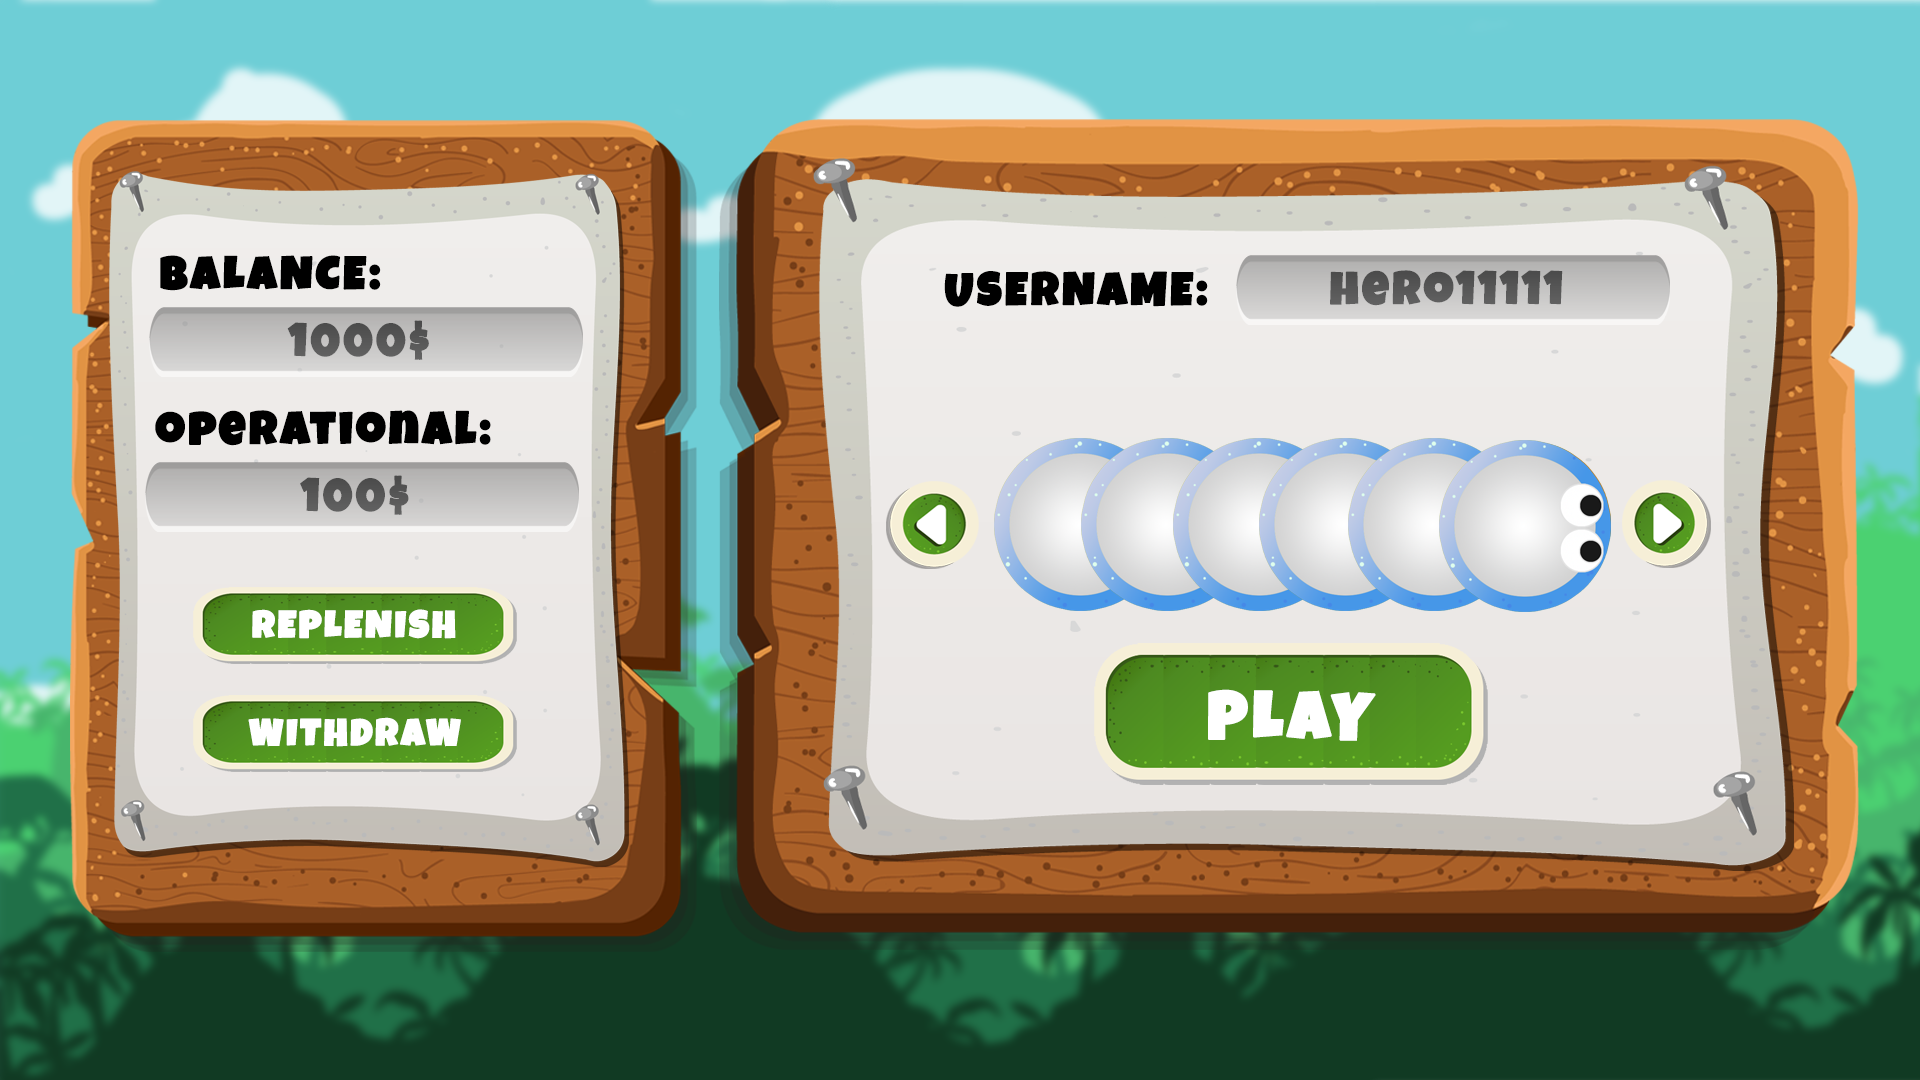 BALANCE:
1000$
OPERATIONAL:
100$
REPLENISH
WITHDRAW
USERNAME:
HERO11111
PLAY